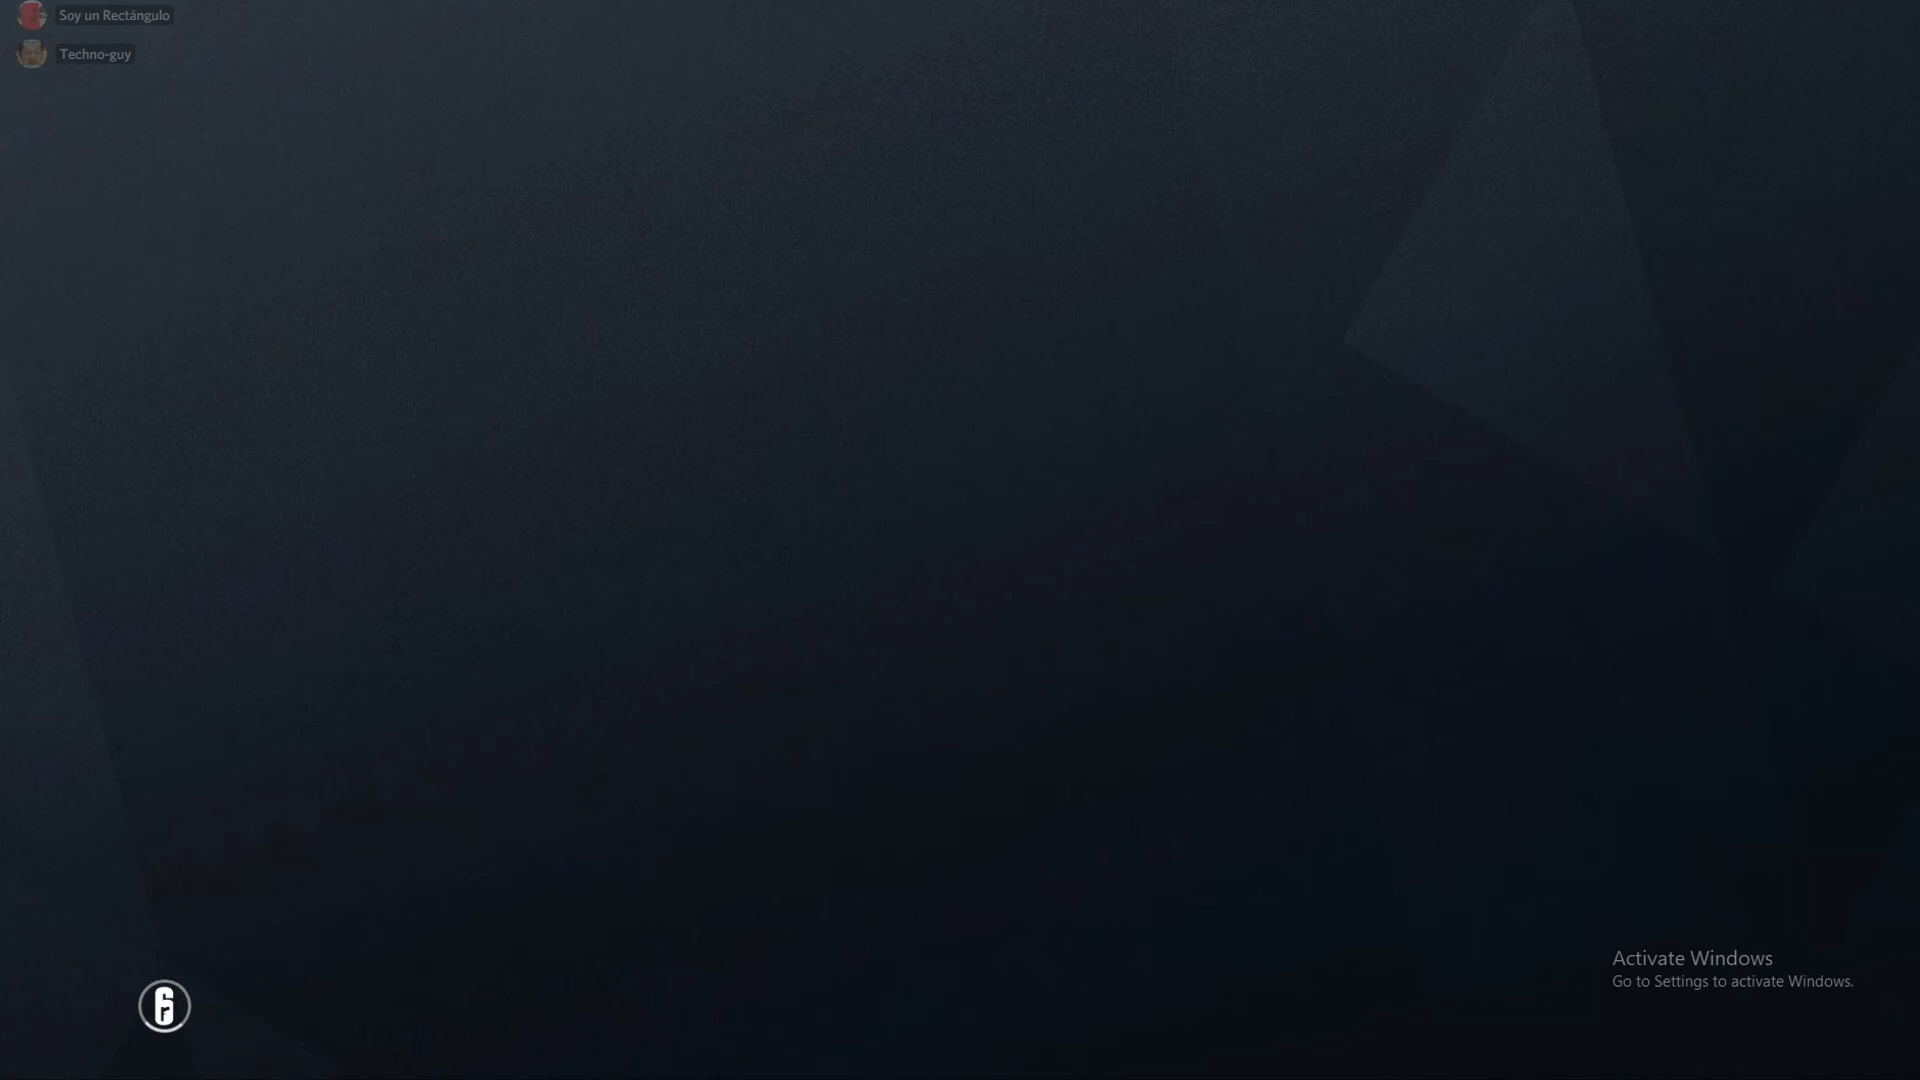 Soy un Rectángulo
Techno-guy
Activate Windows
Go to Settings to activate Windows.